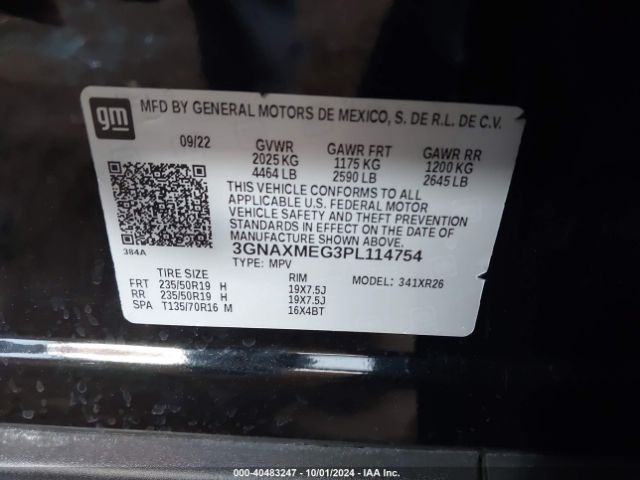 gm
MFD BY GENERAL MOTORS DE MEXICO, S. DE R.L. DE C.V.
09/22 GVWR GAWR FRT GAWR RR
2025 KG 1175 KG 1200 KG
4464 LB 2590 LB 2645 LB
THIS VEHICLE CONFORMS TO ALL
APPLICABLE U.S. FEDERAL MOTOR
VEHICLE SAFETY AND THEFT PREVENTION
STANDARDS IN EFFECT ON THE DATE OF
MANUFACTURE SHOWN ABOVE.
384A
3GNAXMEG3PL114754
TYPE: MPV
MODEL: 341XR26
TIRE SIZE RIM
FRT 235/50R19 H 19X7.5J
RR 235/50R19 H 19X7.5J
SPA T135/70R16 M 16X4BT
000-40483247 - 10/01/2024 - IAA Inc.